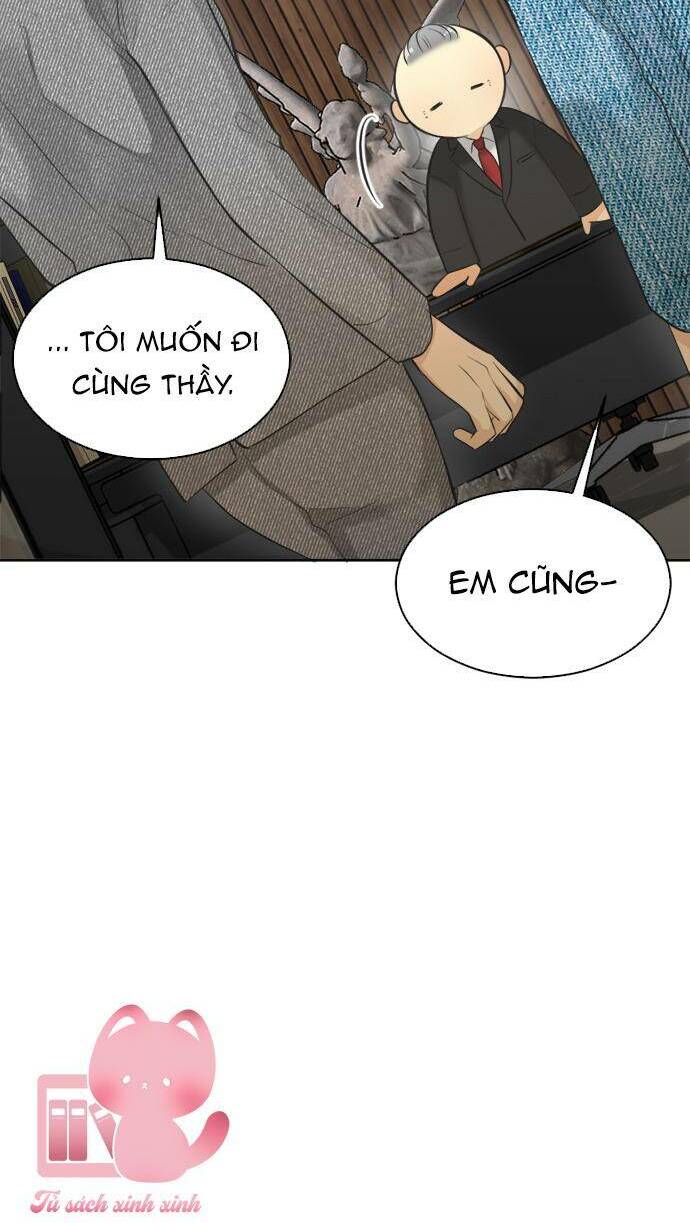 ... TÔI MUỐN ĐI
CÙNG THẦY.
EM CŨNG-
Tủ sách xinh xinh